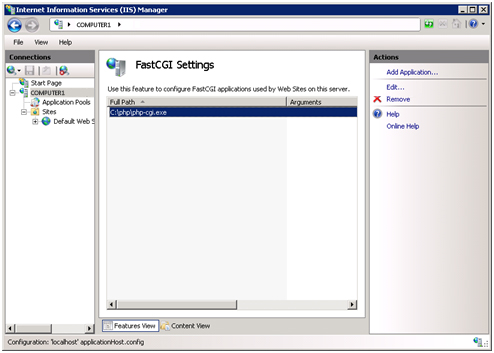 Internet Information Services (IIS) Manager
COMPUTER1
File View Help
Connections
Start Page
COMPUTER1
Application Pools
Sites
Default Web S
FastCGI Settings
Use this feature to configure FastCGI applications used by Web Sites on this server.
Full Path Arguments
C:\php\php-cgi.exe
Features View Content View
Actions
Add Application...
Edit...
Remove
Help
Online Help
Configuration: 'localhost' applicationHost.config